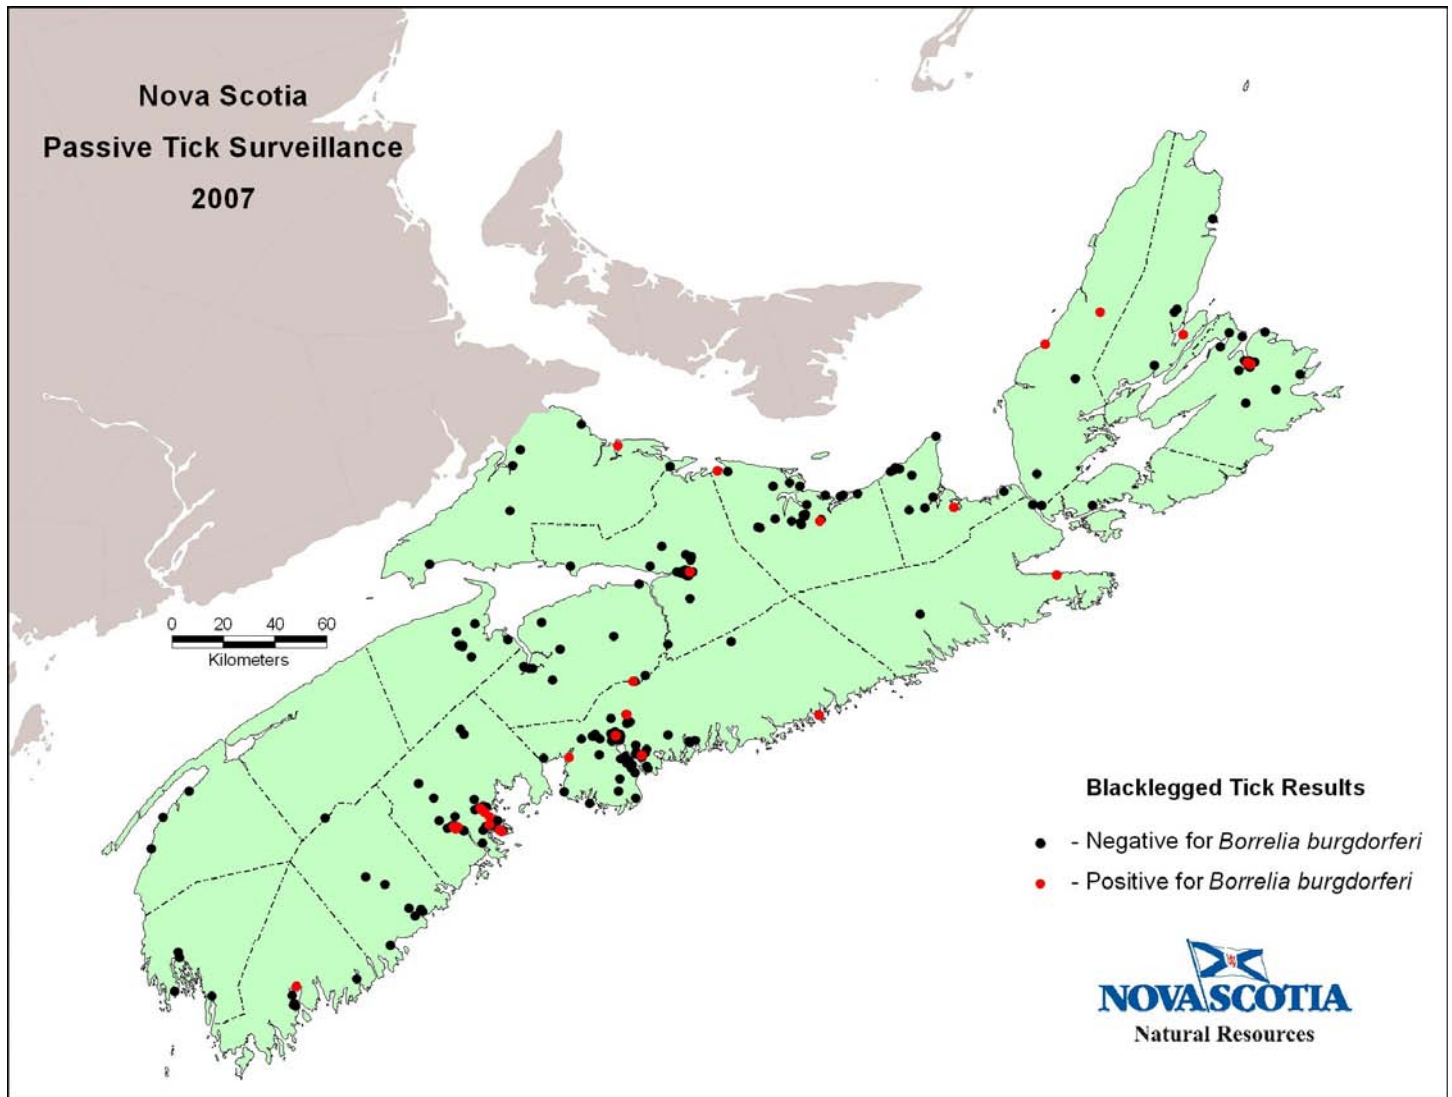 Nova Scotia
Passive Tick Surveillance
2007
0 20 40 60
Kilometers
Blacklegged Tick Results
- Negative for Borrelia burgdorferi
- Positive for Borrelia burgdorferi
NOVA SCOTIA
Natural Resources